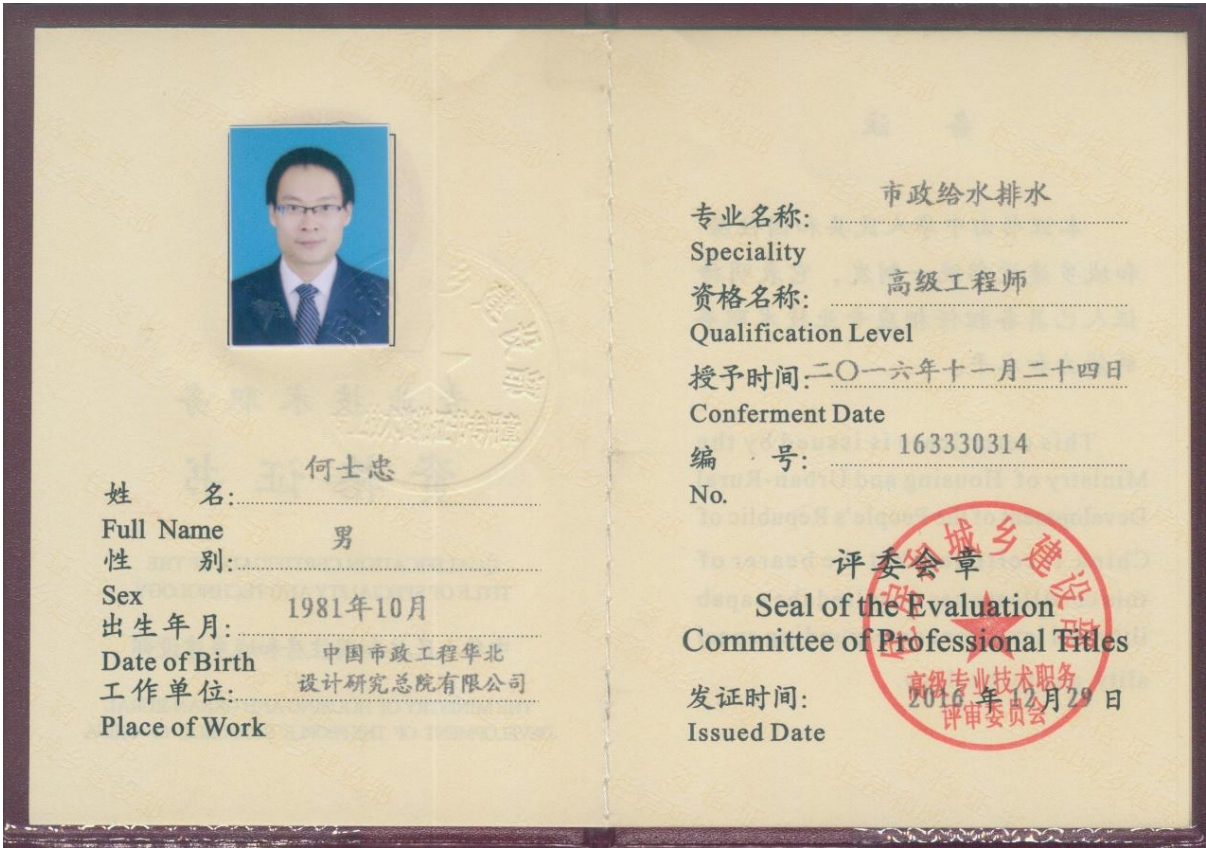 何士忠
姓 名:
Full Name
男
性 别:
Sex
1981年10月
出生年月:
Date of Birth
中国市政工程华北
工作单位: 设计研究总院有限公司
Place of Work
市政给水排水
专业名称:
Speciality
高级工程师
资格名称:
Qualification Level
授予时间:二〇一六年十一月二十四日
Conferment Date
编 号: 163330314
No.
评委会章
Seal of the Evaluation
Committee of Professional Titles
发证时间: 2016 年 12 月 29 日
Issued Date
住房和城乡建设部
高级专业技术职务
评审委员会